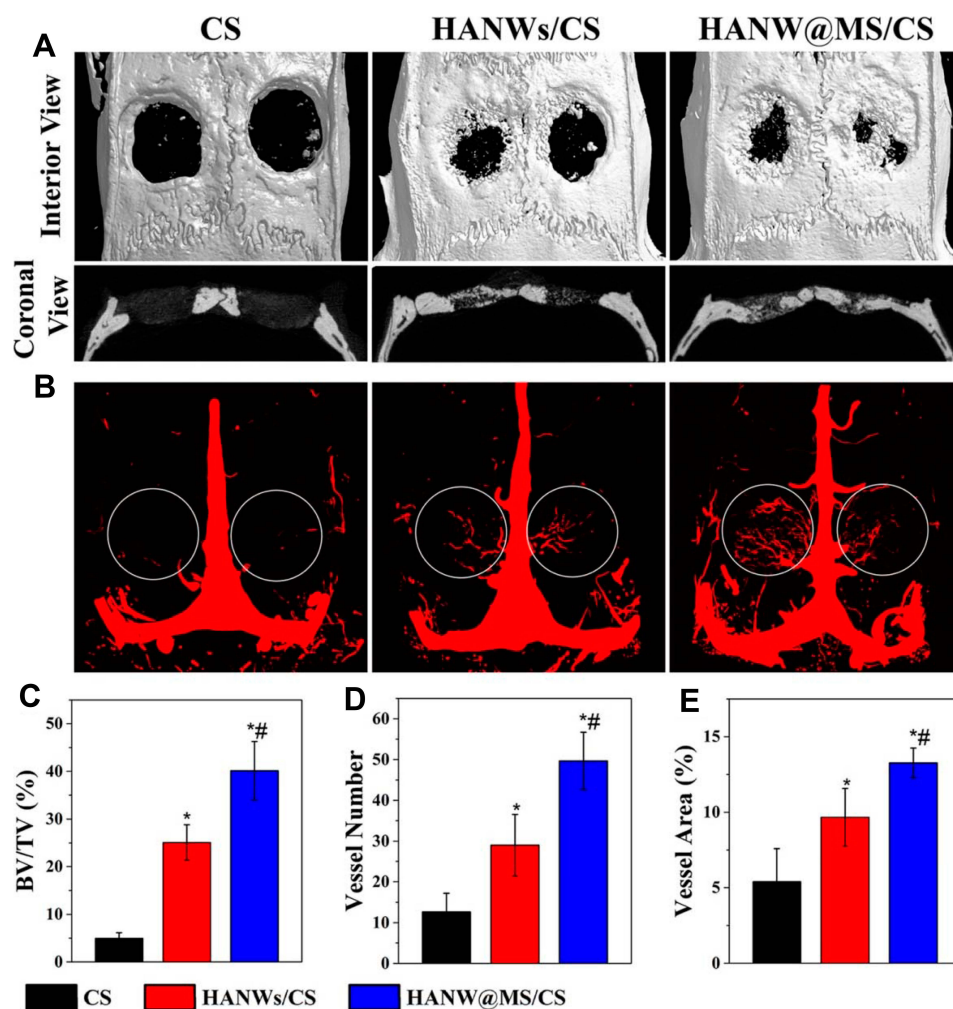 CS HANWs/CS HANW@MS/CS
A
Interior View
Coronal
View
B
C
BV/TV (%)
50
40
30
20
10
0
*
*#
D
Vessel Number
60
50
40
30
20
10
0
*
*#
E
Vessel Area (%)
15
10
5
0
*
*#
CS HANWs/CS HANW@MS/CS